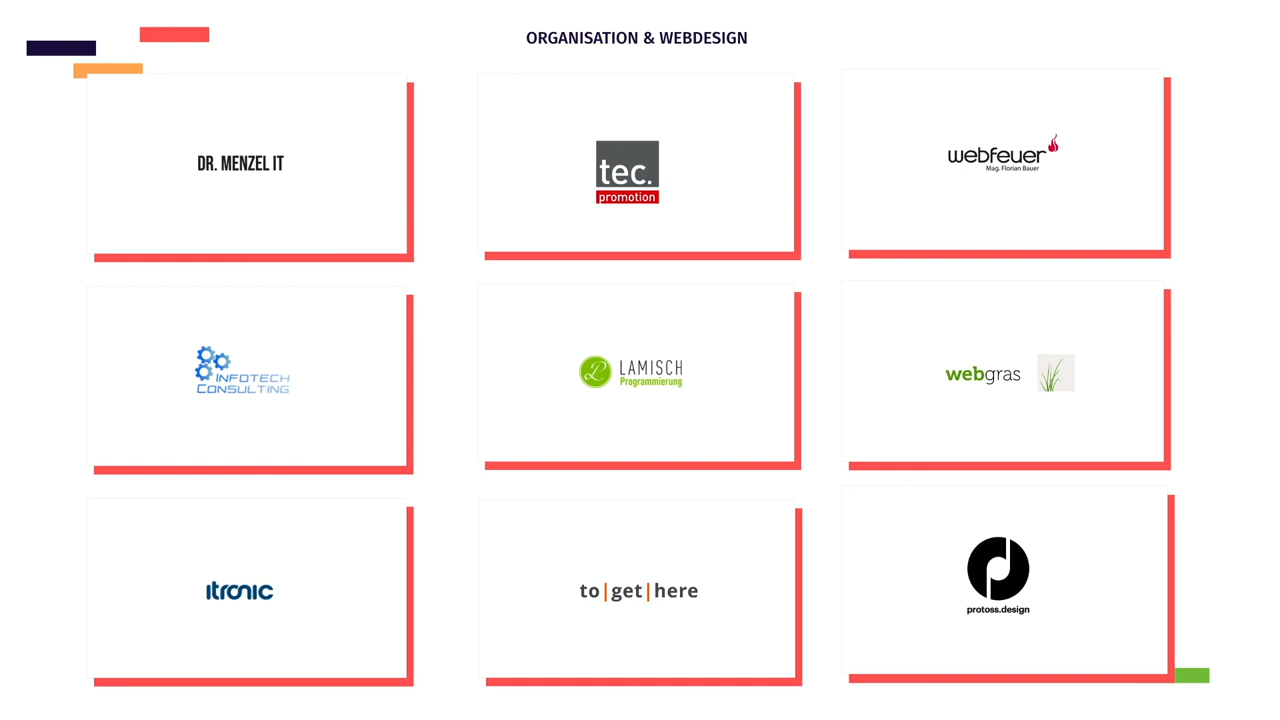 ORGANISATION & WEBDESIGN
DR. MENZEL IT
tec.
promotion
webfeuer
Mag. Florian Bauer
INFOTECH
CONSULTING
L
LAMISCH
Programmierung
webgras
itronic
to|get|here
protoss.design